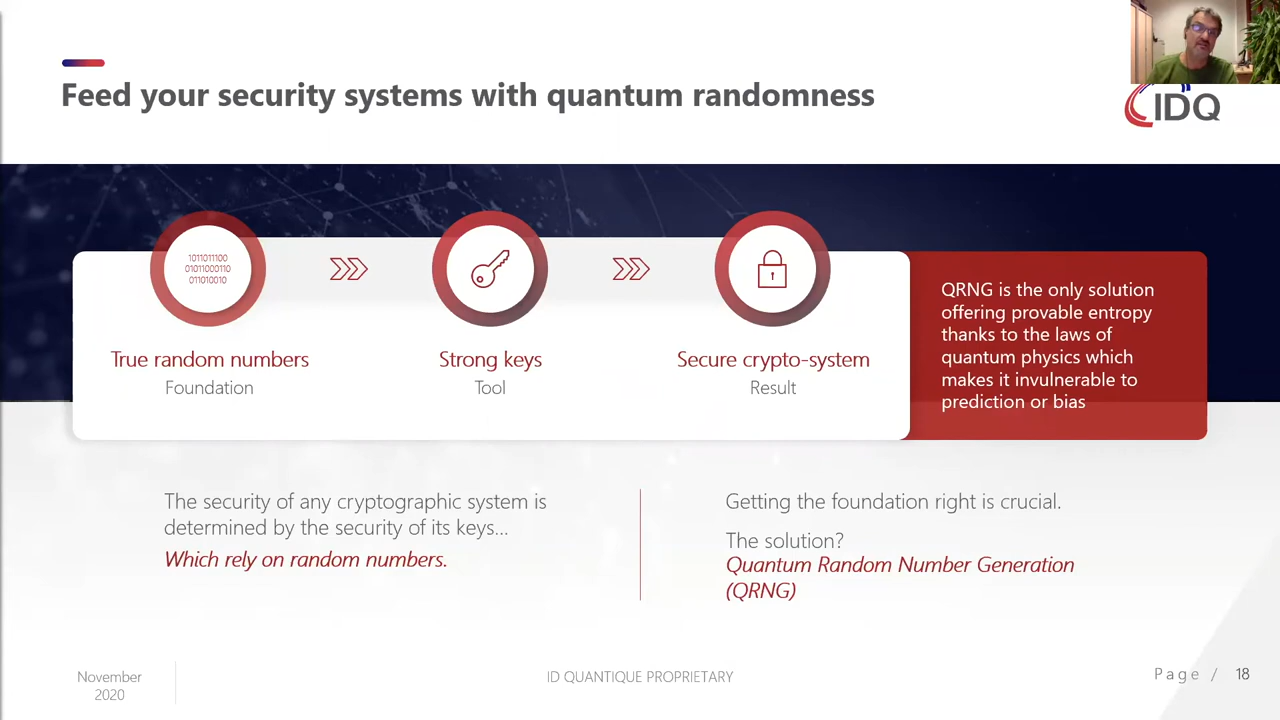 Feed your security systems with quantum randomness
IDQ
1011011100
01011000110
011010010
True random numbers
Foundation
Strong keys
Tool
Secure crypto-system
Result
QRNG is the only solution
offering provable entropy
thanks to the laws of
quantum physics which
makes it invulnerable to
prediction or bias
The security of any cryptographic system is
determined by the security of its keys...
Which rely on random numbers.
Getting the foundation right is crucial.
The solution?
Quantum Random Number Generation
(QRNG)
November
2020
ID QUANTIQUE PROPRIETARY
Page / 18